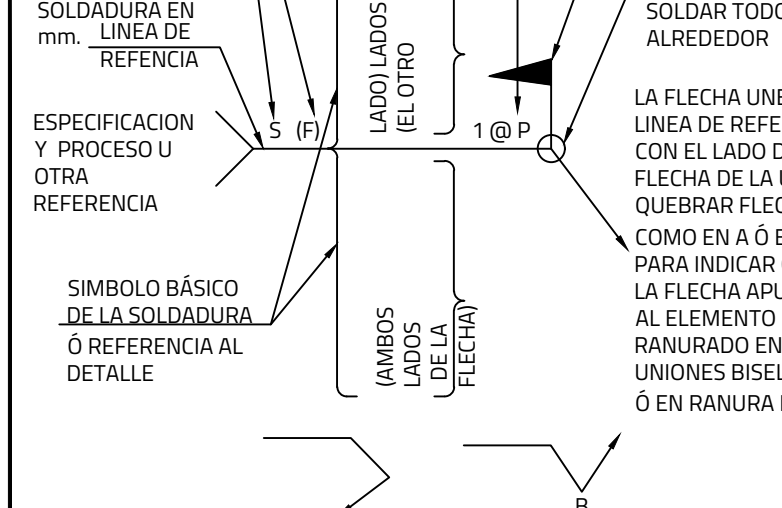 SOLDADURA EN
mm. LINEA DE
REFENCIA
ESPECIFICACION
Y PROCESO U
OTRA
REFERENCIA
S (F)
LADO) LADOS
(EL OTRO
1 @ P
SOLDAR TODO
ALREDEDOR
LA FLECHA UNE
LINEA DE REFE
CON EL LADO D
FLECHA DE LA
QUEBRAR FLEC
COMO EN A Ó
PARA INDICAR
LA FLECHA APU
AL ELEMENTO
RANURADO EN
UNIONES BISEL
Ó EN RANURA
SIMBOLO BÁSICO
DE LA SOLDADURA
Ó REFERENCIA AL
DETALLE
(AMBOS
LADOS
DE LA
FLECHA)
B